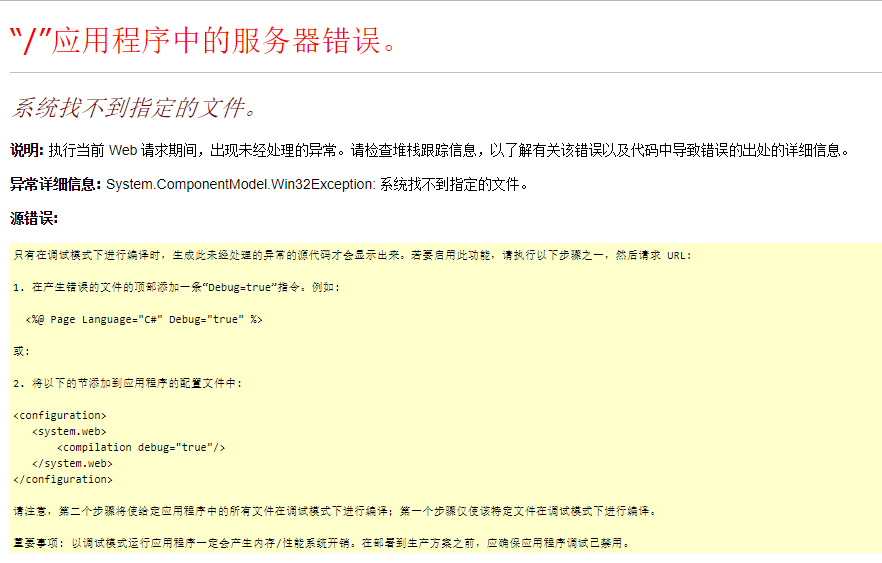 “/”应用程序中的服务器错误。
系统找不到指定的文件。
说明: 执行当前 Web 请求期间，出现未经处理的异常。请检查堆栈跟踪信息，以了解有关该错误以及代码中导致错误的出处的详细信息。
异常详细信息: System.ComponentModel.Win32Exception: 系统找不到指定的文件。
源错误:
只有在调试模式下进行编译时，生成此未经处理的异常的源代码才会显示出来。若要启用此功能，请执行以下步骤之一，然后请求 URL:
1. 在产生错误的文件的顶部添加一条“Debug=true”指令。例如:
<%@ Page Language="C#" Debug="true" %>
或:
2. 将以下的节添加到应用程序的配置文件中:
<configuration>
<system.web>
<compilation debug="true"/>
</system.web>
</configuration>
请注意，第二个步骤将使给定应用程序中的所有文件在调试模式下进行编译；第一个步骤仅使该特定文件在调试模式下进行编译。
重要事项: 以调试模式运行应用程序一定会产生内存/性能系统开销。在部署到生产方案之前，应确保应用程序调试已禁用。